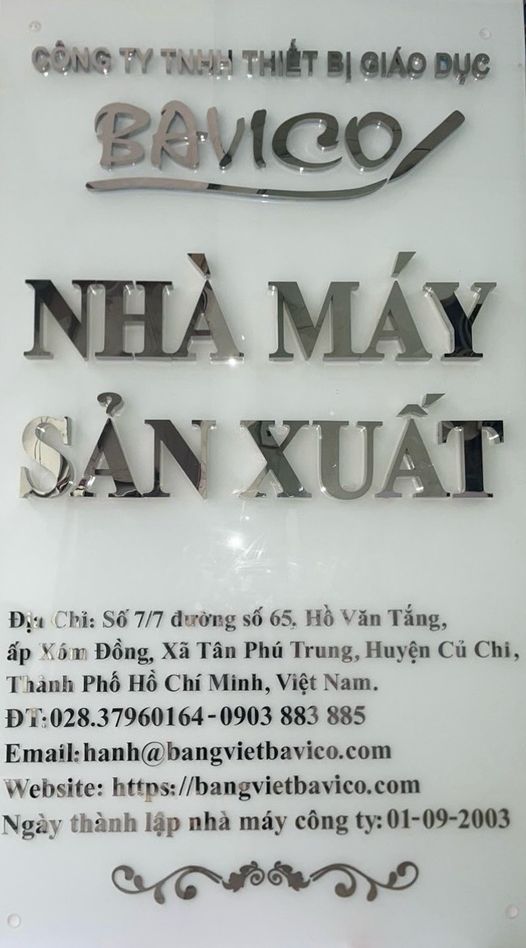 CÔNG TY TNHH THIẾT BỊ GIÁO DỤC
BAVICO
NHÀ MÁY
SẢN XUẤT
Địa Chỉ: Số 7/7 đường số 65, Hồ Văn Tắng,
ấp Xóm Đồng, Xã Tân Phú Trung, Huyện Củ Chi,
Thành Phố Hồ Chí Minh, Việt Nam.
ĐT:028.37960164-0903 883 885
Email:hanh@bangvietbavico.com
Website: https://bangvietbavico.com
Ngày thành lập nhà máy công ty:01-09-2003